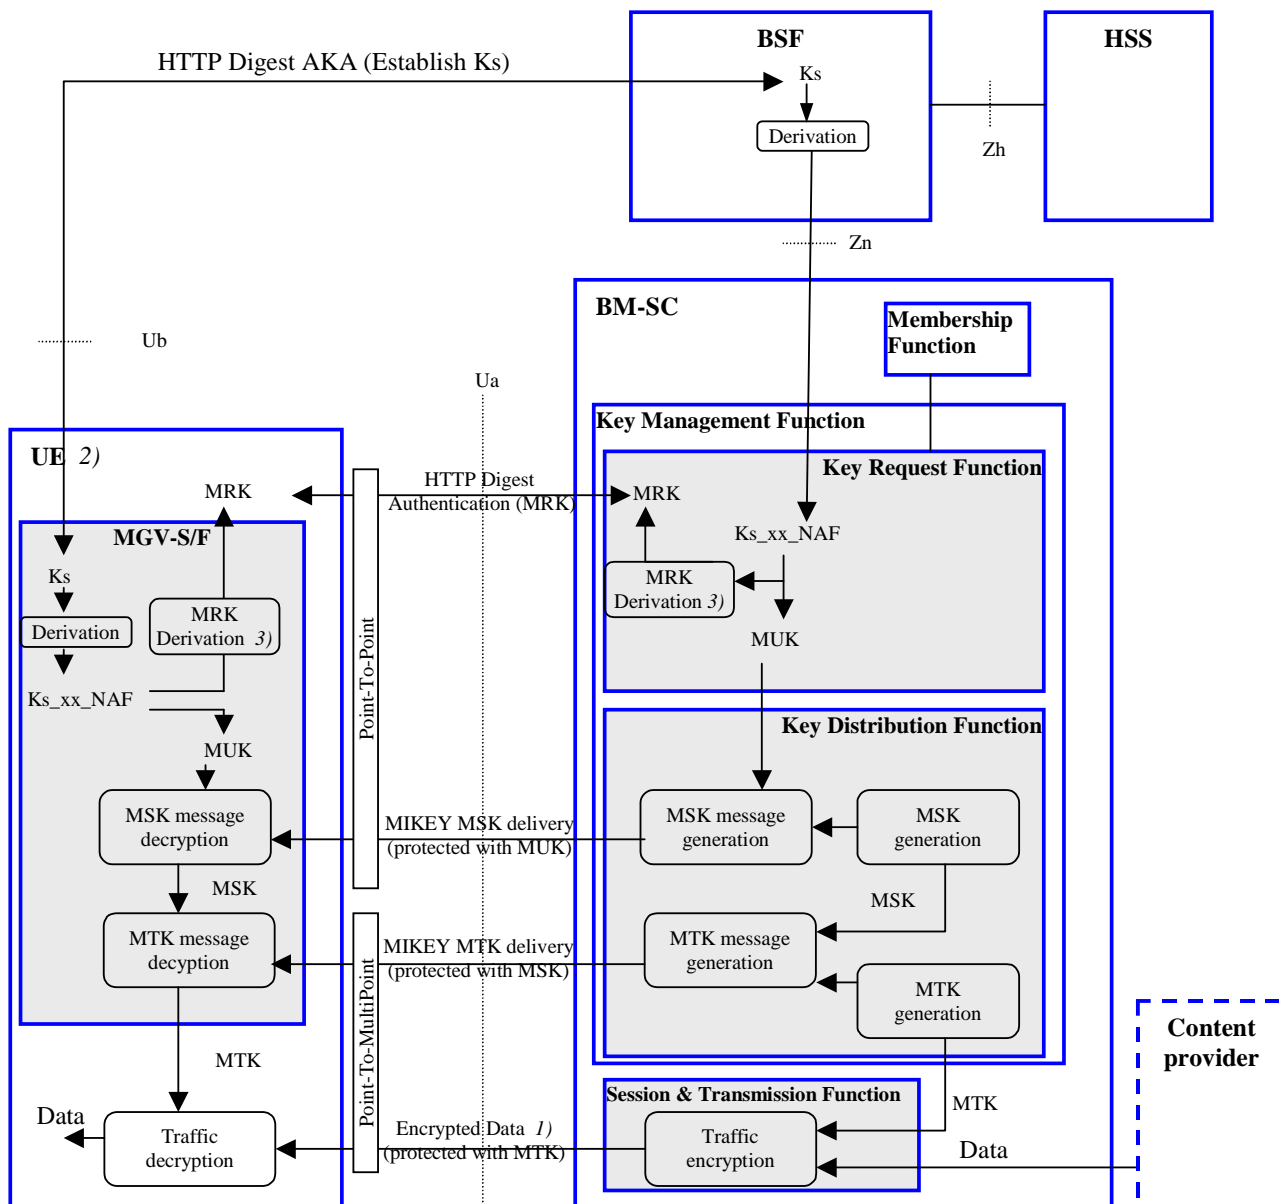 BSF
HSS
HTTP Digest AKA (Establish Ks)
Ks
Derivation
Zh
Zn
BM-SC
Membership
Function
Ub
Ua
Key Management Function
UE 2)
Key Request Function
MRK
HTTP Digest
Authentication (MRK)
MRK
MGV-S/F
Ks_xx_NAF
Ks
MRK
Derivation 3)
MRK
Derivation 3)
Derivation
MUK
Ks_xx_NAF
Point-To-Point
MUK
Key Distribution Function
MSK message
decryption
MIKEY MSK delivery
(protected with MUK)
MSK message
generation
MSK
generation
MSK
MSK
MTK message
decyption
MIKEY MTK delivery
(protected with MSK)
MTK message
generation
MTK
generation
Point-To-MultiPoint
Content
provider
MTK
Session & Transmission Function
MTK
Data
Traffic
decryption
Encrypted Data 1)
(protected with MTK)
Traffic
encryption
Data